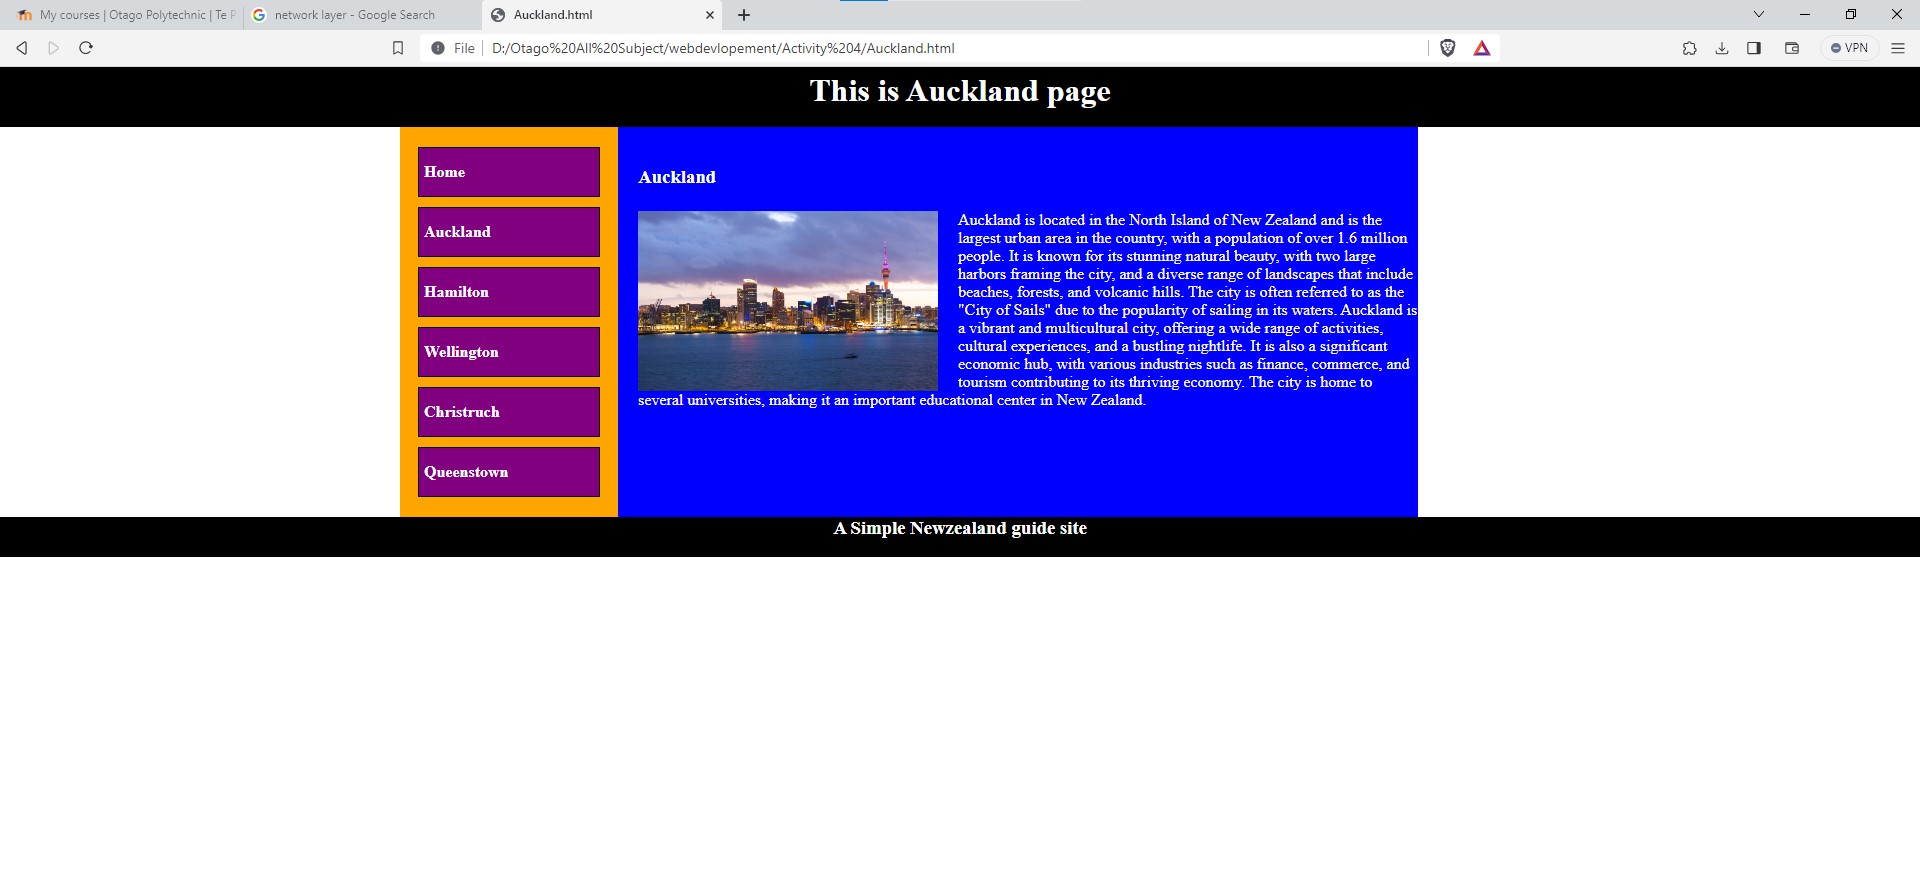 My courses | Otago Polytechnic | Te P
network layer - Google Search
Auckland.html
File
D:/Otago%20All%20Subject/webdevlopement/Activity%204/Auckland.html
VPN
This is Auckland page
Home
Auckland
Hamilton
Wellington
Christruch
Queenstown
Auckland
Auckland is located in the North Island of New Zealand and is the
largest urban area in the country, with a population of over 1.6 million
people. It is known for its stunning natural beauty, with two large
harbors framing the city, and a diverse range of landscapes that include
beaches, forests, and volcanic hills. The city is often referred to as the
"City of Sails" due to the popularity of sailing in its waters. Auckland is
a vibrant and multicultural city, offering a wide range of activities,
cultural experiences, and a bustling nightlife. It is also a significant
economic hub, with various industries such as finance, commerce, and
tourism contributing to its thriving economy. The city is home to
several universities, making it an important educational center in New Zealand.
A Simple Newzealand guide site